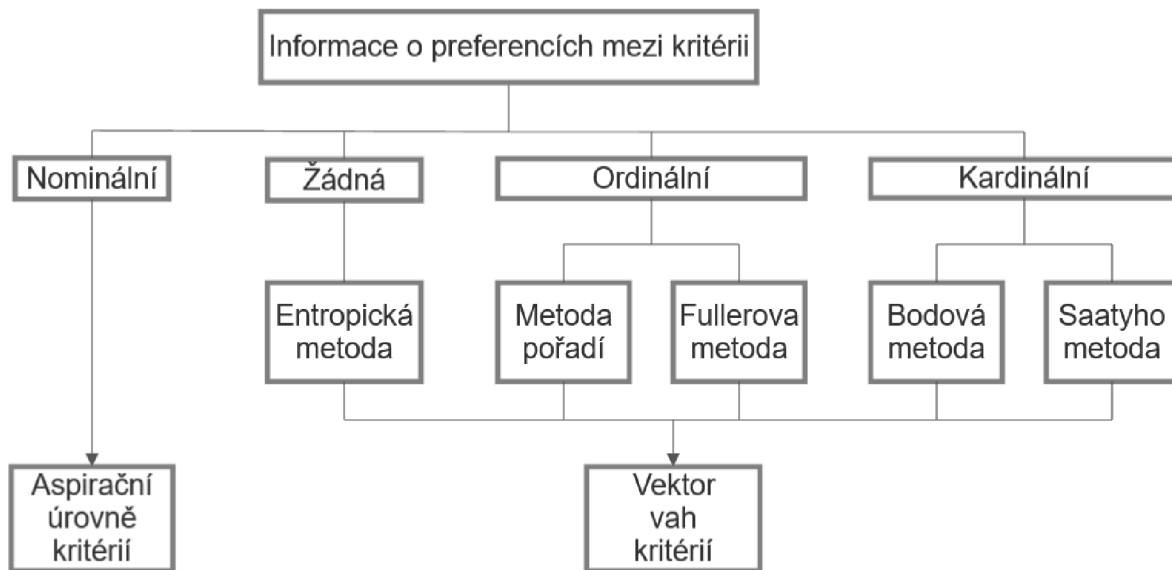 Informace o preferencích mezi kritérii
Nominální
Žádná
Ordinální
Kardinální
Entropická
metoda
Metoda
pořadí
Fullerova
metoda
Bodová
metoda
Saatyho
metoda
Aspirační
úrovně
kritérií
Vektor
vah
kritérií